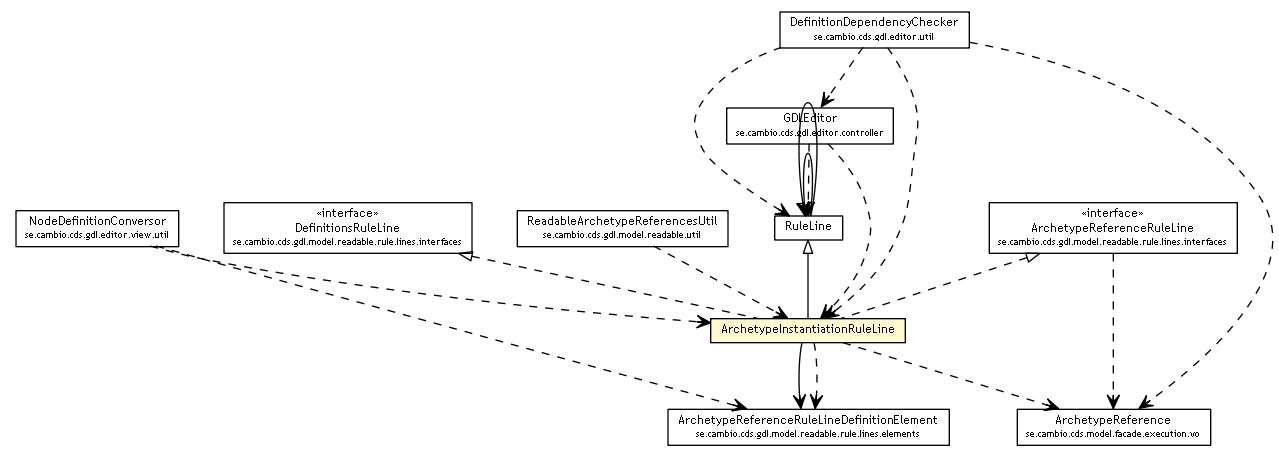 DefinitionDependencyChecker
se.cambio.cds.gdl.editor.util
GDLEditor
se.cambio.cds.gdl.editor.controller
NodeDefinitionConversor
se.cambio.cds.gdl.editor.view.util
«interface»
DefinitionsRuleLine
se.cambio.cds.gdl.model.readable.rule.lines.interfaces
ReadableArchetypeReferencesUtil
se.cambio.cds.gdl.model.readable.util
RuleLine
«interface»
ArchetypeReferenceRuleLine
se.cambio.cds.gdl.model.readable.rule.lines.interfaces
ArchetypeInstantiationRuleLine
ArchetypeReferenceRuleLineDefinitionElement
se.cambio.cds.gdl.model.readable.rule.lines.elements
ArchetypeReference
se.cambio.cds.model.facade.execution.vo